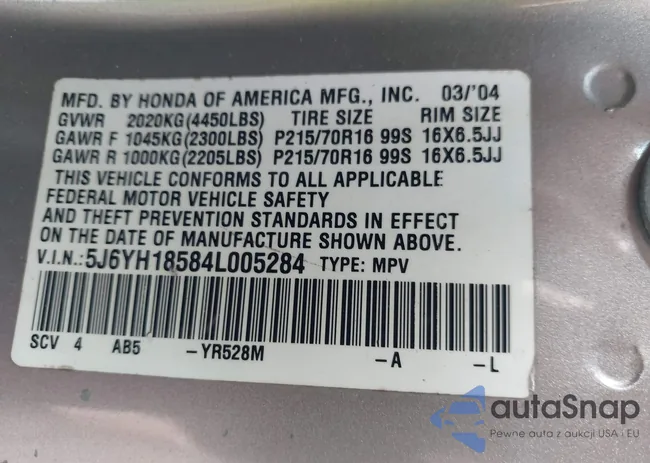 MFD. BY HONDA OF AMERICA MFG., INC. 03/'04
GVWR 2020KG(4450LBS) TIRE SIZE RIM SIZE
GAWR F 1045KG(2300LBS) P215/70R16 99S 16X6.5JJ
GAWR R 1000KG(2205LBS) P215/70R16 99S 16X6.5JJ
THIS VEHICLE CONFORMS TO ALL APPLICABLE
FEDERAL MOTOR VEHICLE SAFETY
AND THEFT PREVENTION STANDARDS IN EFFECT
ON THE DATE OF MANUFACTURE SHOWN ABOVE.
V.I.N.:5J6YH18584L005284 TYPE: MPV
SCV 4 AB5 -YR528M -A -L
autaSnap
Pewne auta z aukcji USA i EU